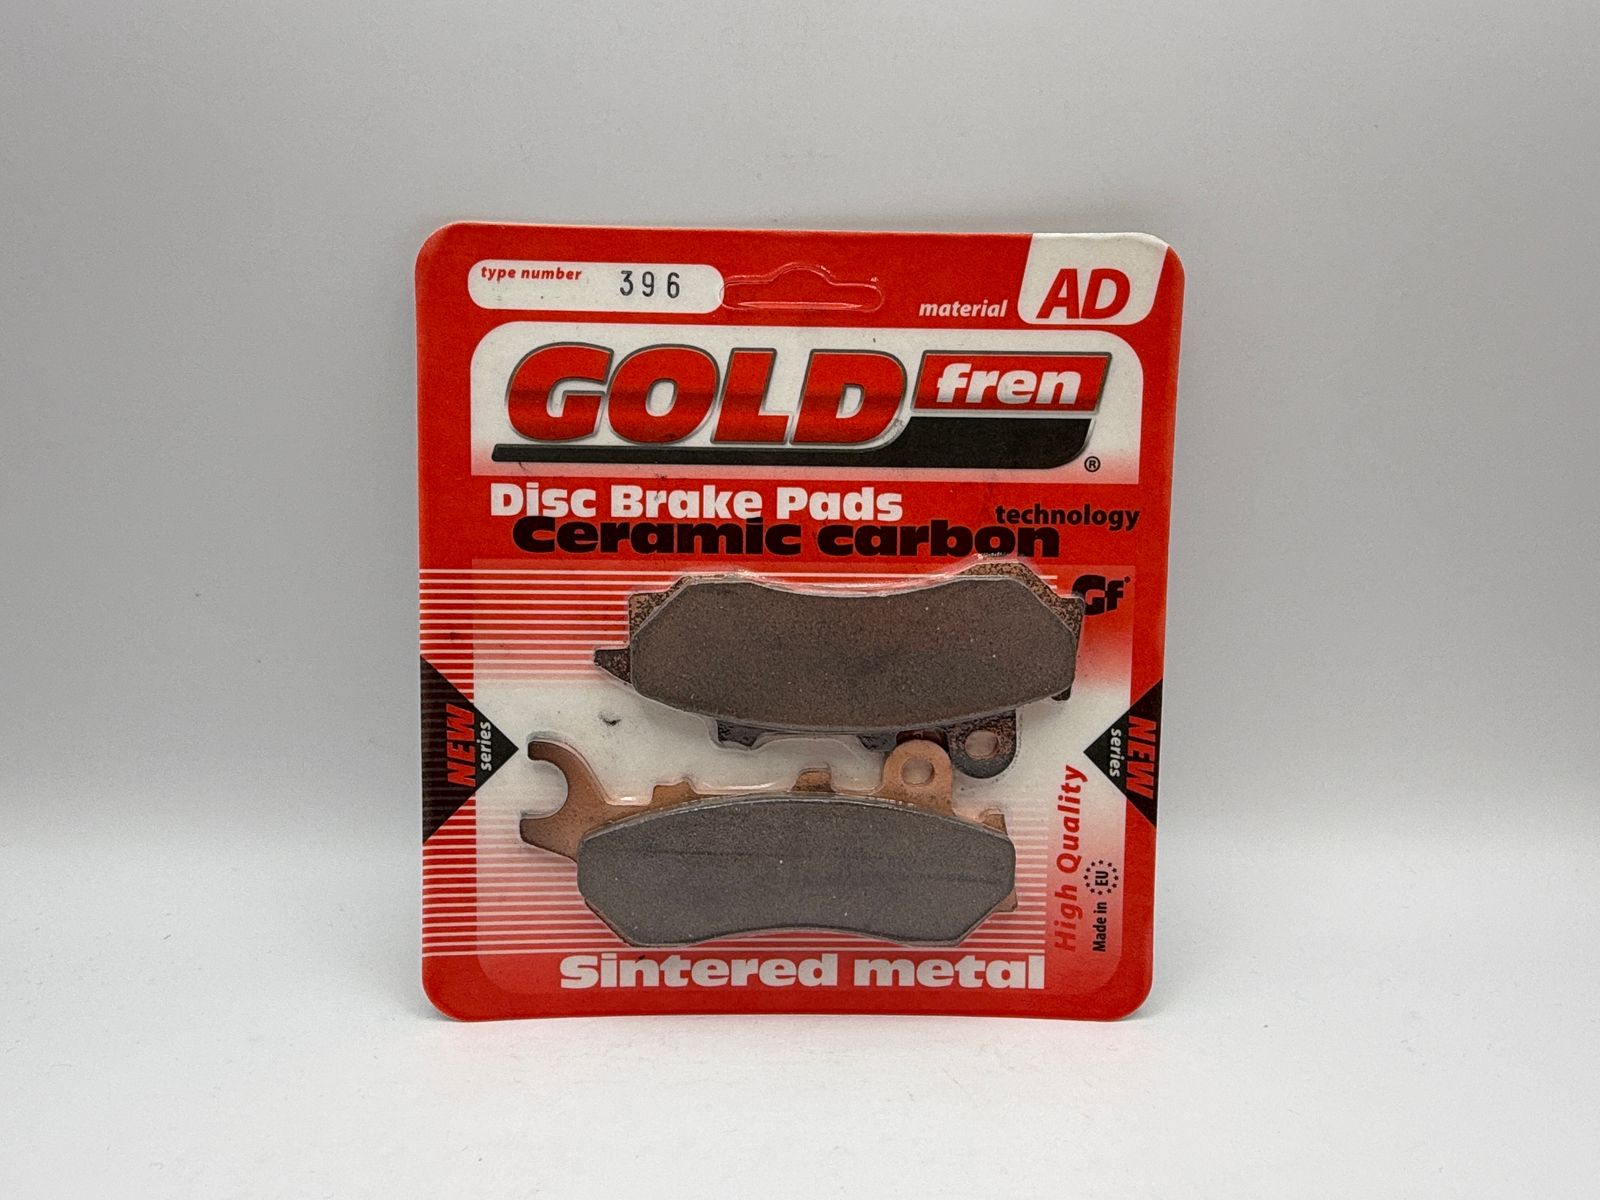 type number 396
material AD
GOLD fren ®
Disc Brake Pads
Ceramic carbon technology
Gf
NEW series
NEW series
High Quality
Made in EU
Sintered metal